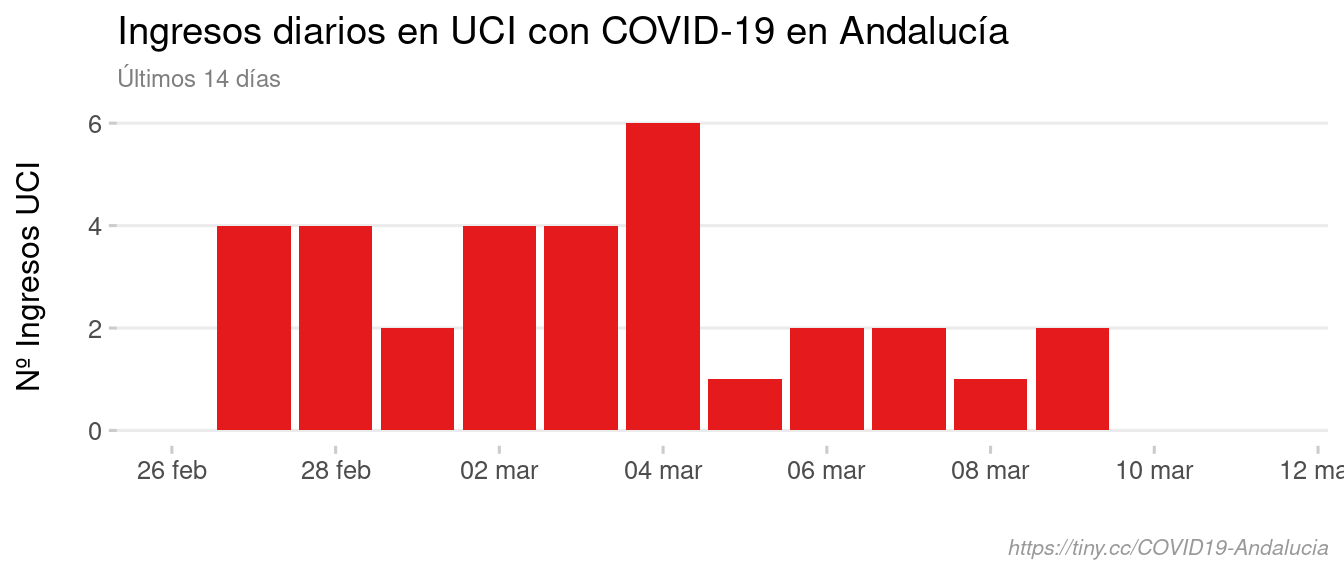 Ingresos diarios en UCI con COVID-19 en Andalucía
Últimos 14 días
Nº Ingresos UCI
6
4
2
0
26 feb 28 feb 02 mar 04 mar 06 mar 08 mar 10 mar 12 ma
https://tiny.cc/COVID19-Andalucia